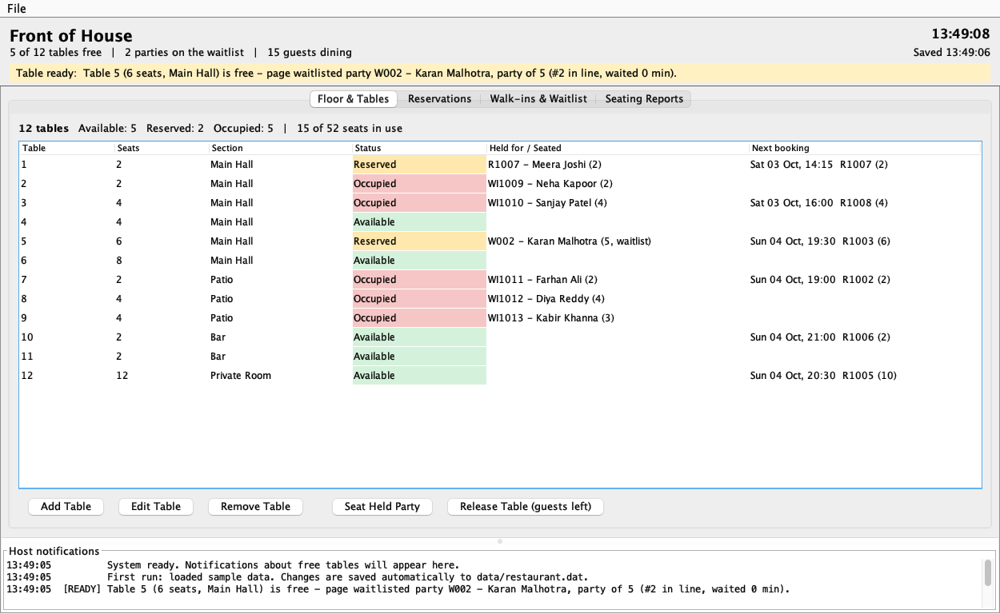 File
Front of House
13:49:08
5 of 12 tables free | 2 parties on the waitlist | 15 guests dining
Saved 13:49:06
Table ready: Table 5 (6 seats, Main Hall) is free – page waitlisted party W002 – Karan Malhotra, party of 5 (#2 in line, waited 0 min).
Floor & Tables Reservations Walk-ins & Waitlist Seating Reports
12 tables Available: 5 Reserved: 2 Occupied: 5 | 15 of 52 seats in use
Table Seats Section Status Held for / Seated Next booking
1 2 Main Hall Reserved R1007 – Meera Joshi (2) Sat 03 Oct, 14:15 R1007 (2)
2 2 Main Hall Occupied WI1009 – Neha Kapoor (2)
3 4 Main Hall Occupied WI1010 – Sanjay Patel (4) Sat 03 Oct, 16:00 R1008 (4)
4 4 Main Hall Available
5 6 Main Hall Reserved W002 – Karan Malhotra (5, waitlist) Sun 04 Oct, 19:30 R1003 (6)
6 8 Main Hall Available
7 2 Patio Occupied WI1011 – Farhan Ali (2) Sun 04 Oct, 19:00 R1002 (2)
8 4 Patio Occupied WI1012 – Diya Reddy (4)
9 4 Patio Occupied WI1013 – Kabir Khanna (3)
10 2 Bar Available Sun 04 Oct, 21:00 R1006 (2)
11 2 Bar Available
12 12 Private Room Available Sun 04 Oct, 20:30 R1005 (10)
Add Table Edit Table Remove Table Seat Held Party Release Table (guests left)
Host notifications
13:49:05 System ready. Notifications about free tables will appear here.
13:49:05 First run: loaded sample data. Changes are saved automatically to data/restaurant.dat.
13:49:05 [READY] Table 5 (6 seats, Main Hall) is free – page waitlisted party W002 – Karan Malhotra, party of 5 (#2 in line, waited 0 min).